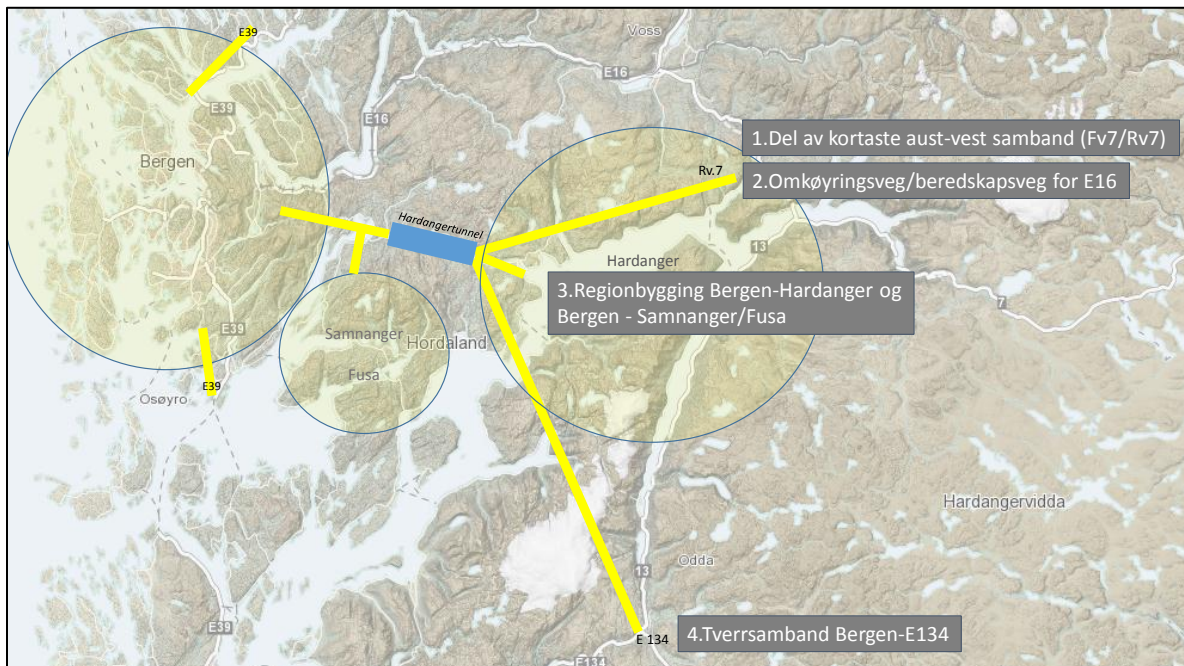 E39
Voss
E16
E39
E16
1.Del av kortaste aust-vest samband (Fv7/Rv7)
Bergen
Rv.7
2.Omkøyringsveg/beredskapsveg for E16
Hardangertunnel
13
Hardanger
3.Regionbygging Bergen-Hardanger og
Bergen - Samnanger/Fusa
7
E39
Samnanger
Hordaland
Fusa
E39
Osøyro
Hardangervidda
Odda
13
E39
E 134
4.Tverrsamband Bergen-E134
E134